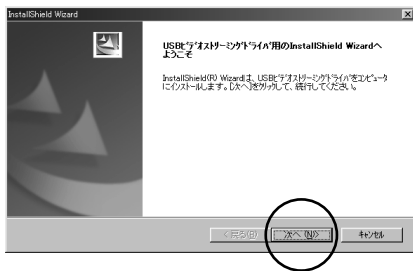 InstallShield Wizard
USBﾋﾞﾃﾞｵストリーミングドライバ用のInstallShield Wizardへ
ようこそ
InstallShield(R) Wizardは、USBビデオストリーミングドライバをコンピュータ
にインストールします。[次へ]をクリックして、続行してください。
< 戻る(B)
次へ (N)>
キャンセル